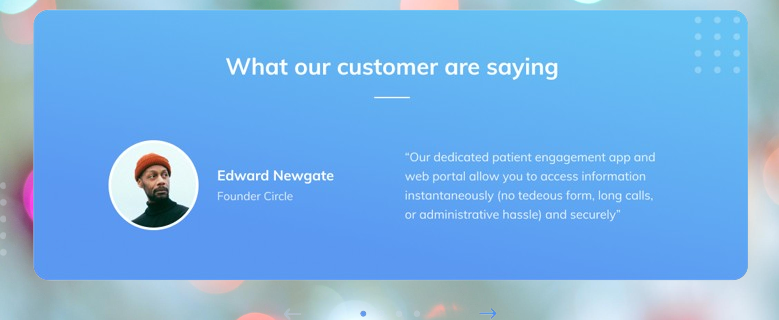 What our customer are saying
Edward Newgate
Founder Circle
“Our dedicated patient engagement app and
web portal allow you to access information
instantaneously (no tedeous form, long calls,
or administrative hassle) and securely”